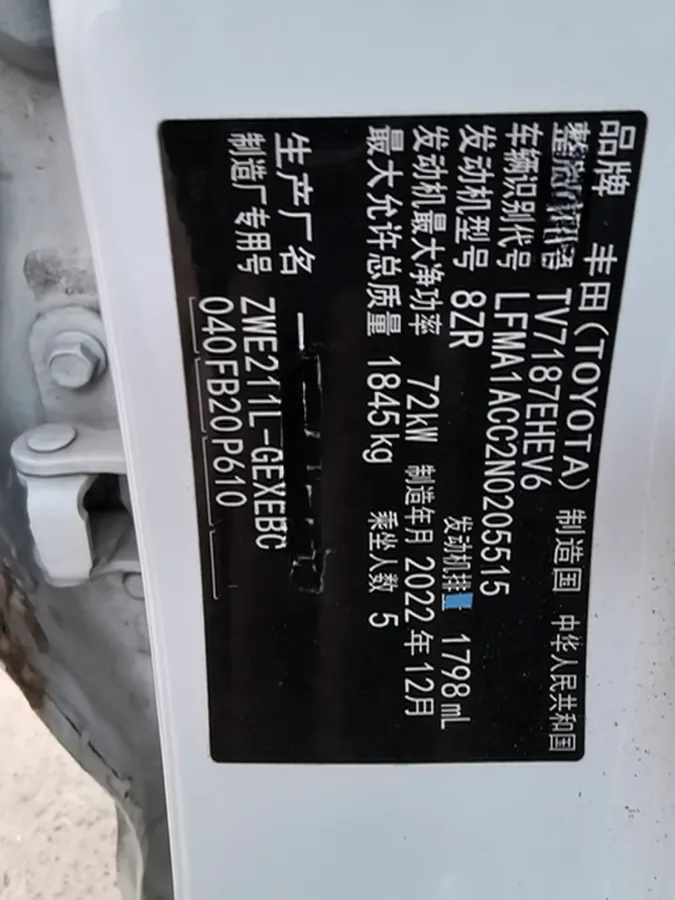 品牌 丰田(TOYOTA) 制造国 中华人民共和国
整 TV7187EHEV6
车辆识别代号 LFMA1ACC2N0205515
发动机型号 8ZR 发动机排量 1798mL
发动机最大净功率 72kW 制造年月 2022年12月
最大允许总质量 1845kg 乘坐人数 5
生产厂名 一
制造厂专用号 ZWE211L-GEXEBC
040FB20P610